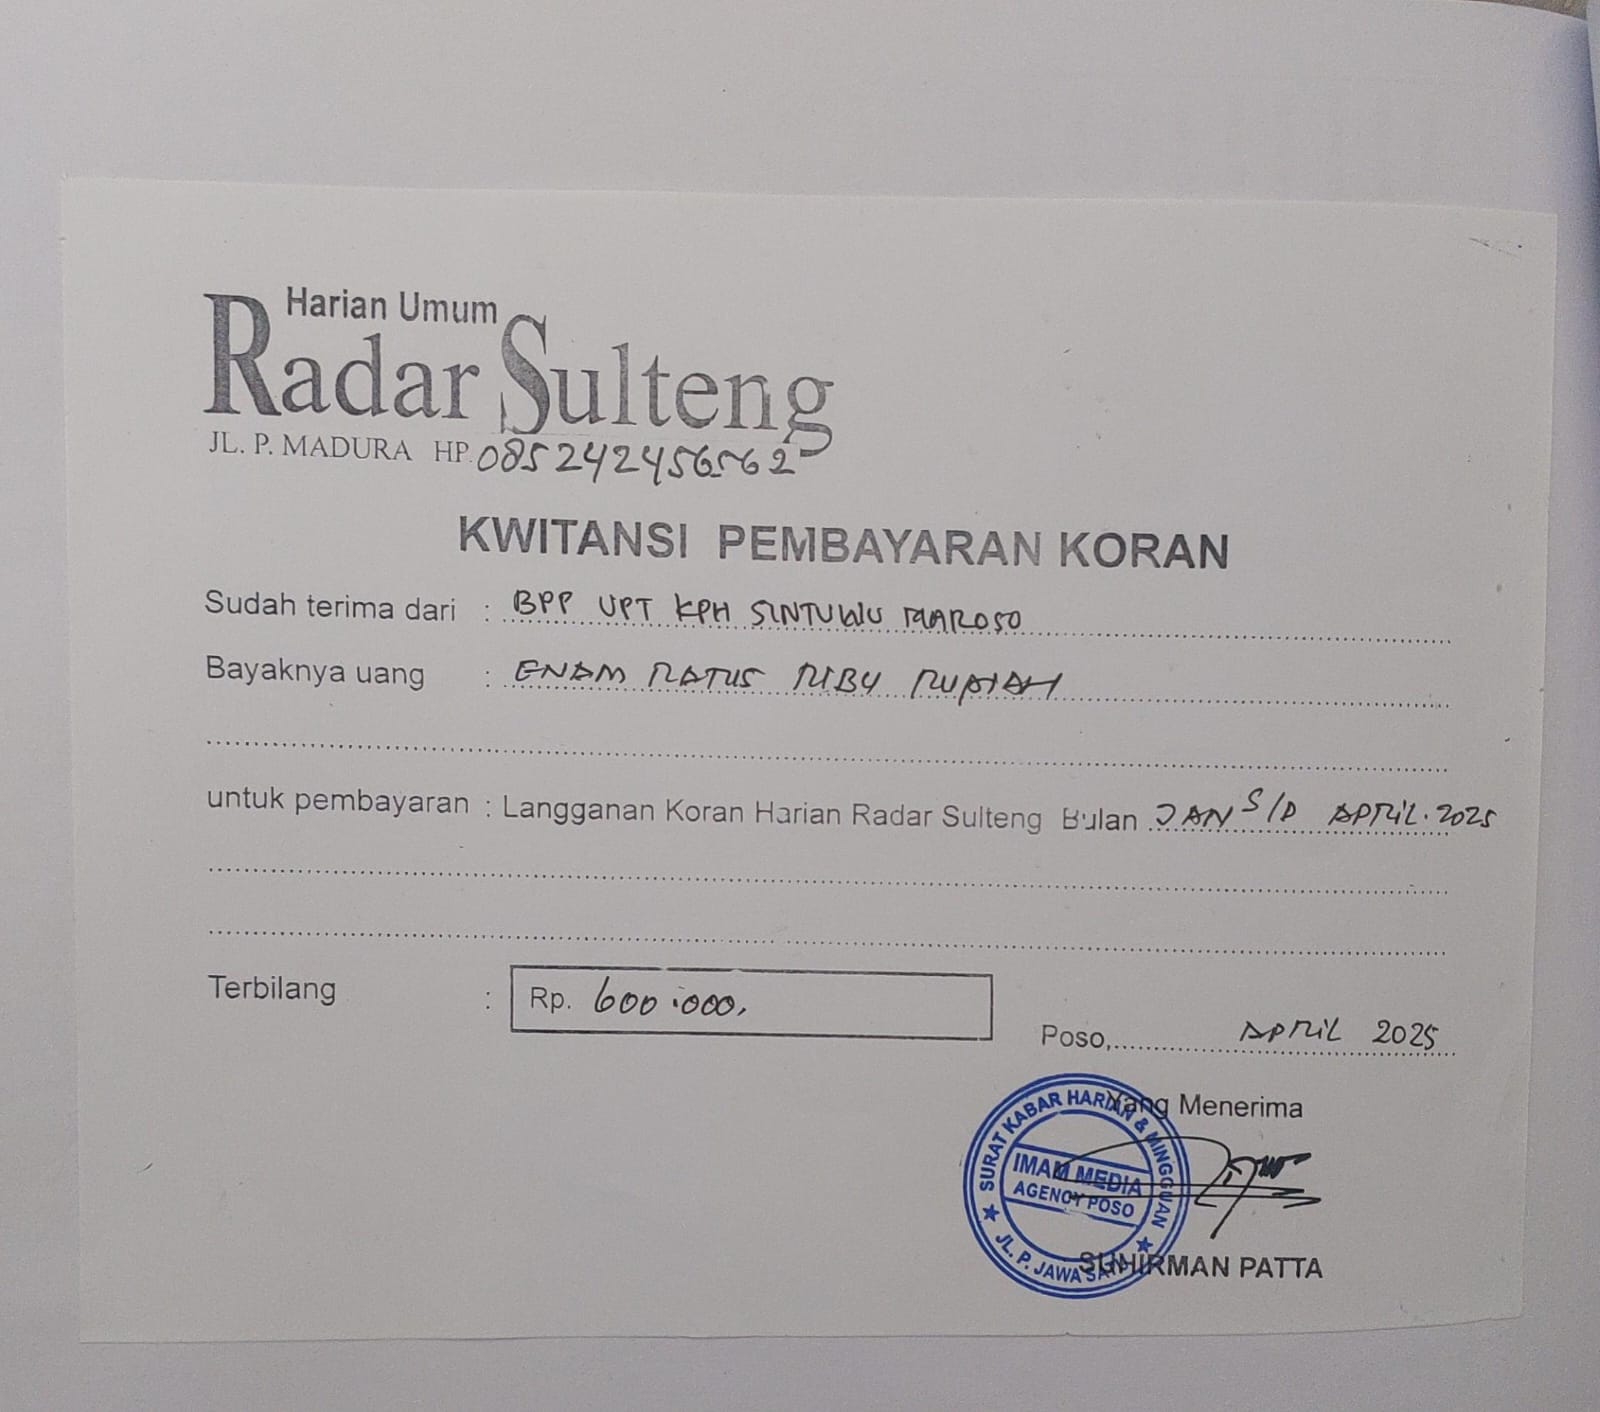 Harian Umum
Radar Sulteng
JL. P. MADURA HP. 085242456562
KWITANSI PEMBAYARAN KORAN
Sudah terima dari : BPP UPT KPH SINTUWU MAROSO
Bayaknya uang : ENAM RATUS RIBU RUPIAH
untuk pembayaran : Langganan Koran Harian Radar Sulteng Bulan JAN S/D APRIL. 2025
Terbilang : Rp. 600.000,
Poso, APRIL 2025
Yang Menerima
SURAT KABAR HARIAN & MINGGUAN
IMAM MEDIA
AGENCY POSO
JL. P. JAWA
SUHIRMAN PATTA